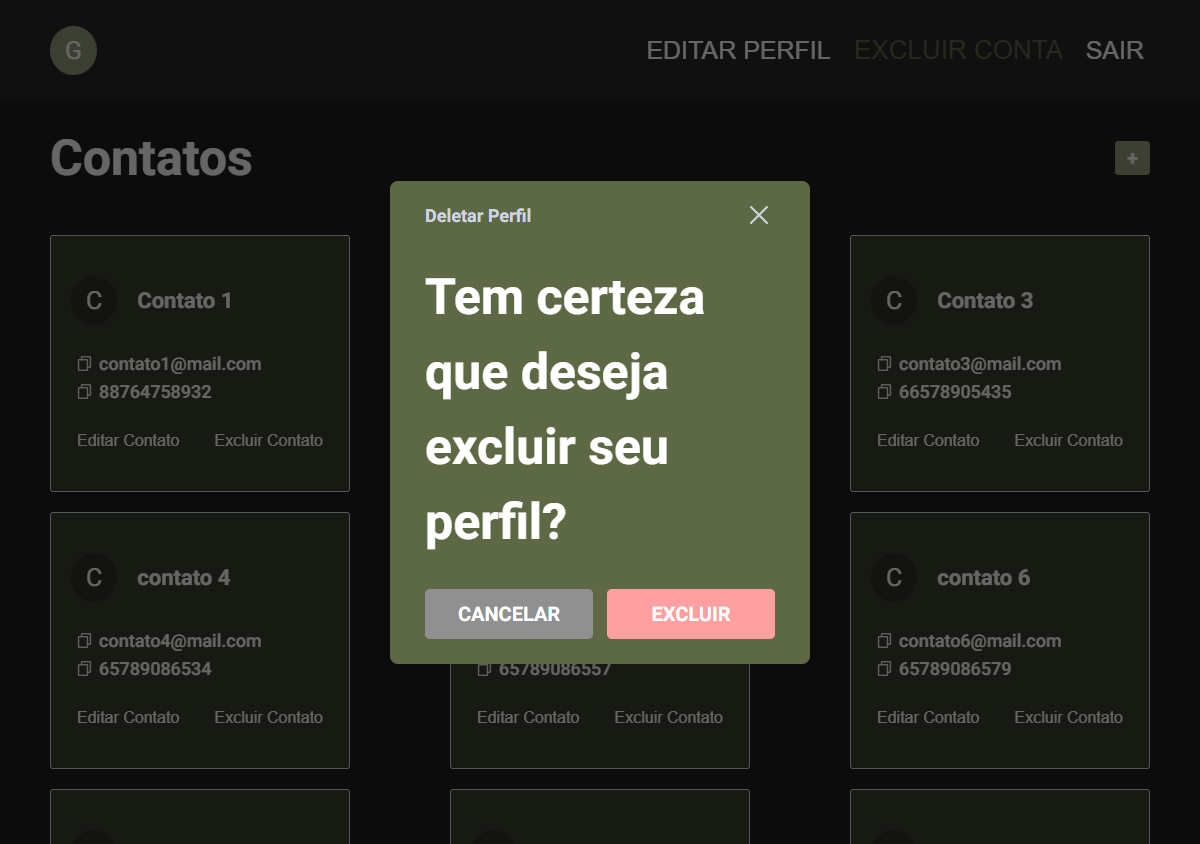 G
EDITAR PERFIL EXCLUIR CONTA SAIR
Contatos
+
Deletar Perfil
Tem certeza
que deseja
excluir seu
perfil?
CANCELAR EXCLUIR
C Contato 1
contato1@mail.com
88764758932
Editar Contato Excluir Contato
C Contato 3
contato3@mail.com
66578905435
Editar Contato Excluir Contato
C contato 4
contato4@mail.com
65789086534
Editar Contato Excluir Contato
65789086557
Editar Contato Excluir Contato
C contato 6
contato6@mail.com
65789086579
Editar Contato Excluir Contato